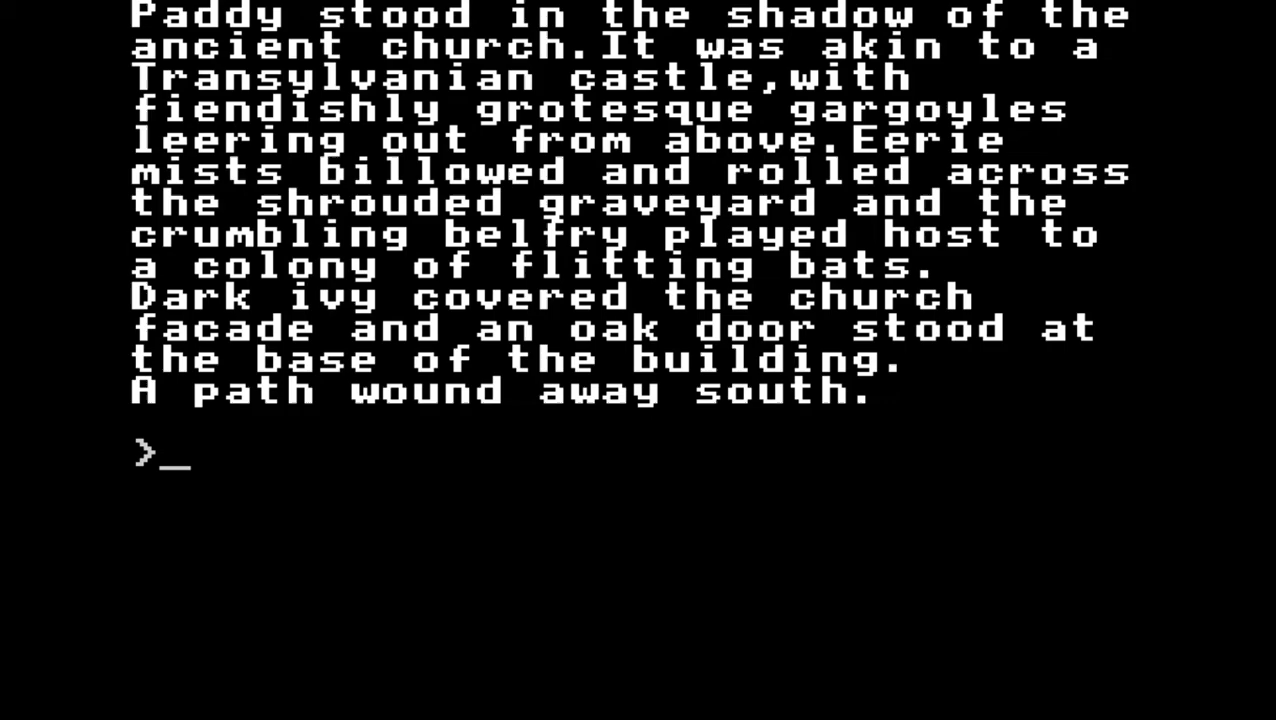 Paddy stood in the shadow of the
ancient church.It was akin to a
Transylvanian castle,with
fiendishly grotesque gargoyles
leering out from above.Eerie
mists billowed and rolled across
the shrouded graveyard and the
crumbling belfry played host to
a colony of flitting bats.
Dark ivy covered the church
facade and an oak door stood at
the base of the building.
A path wound away south.
>_